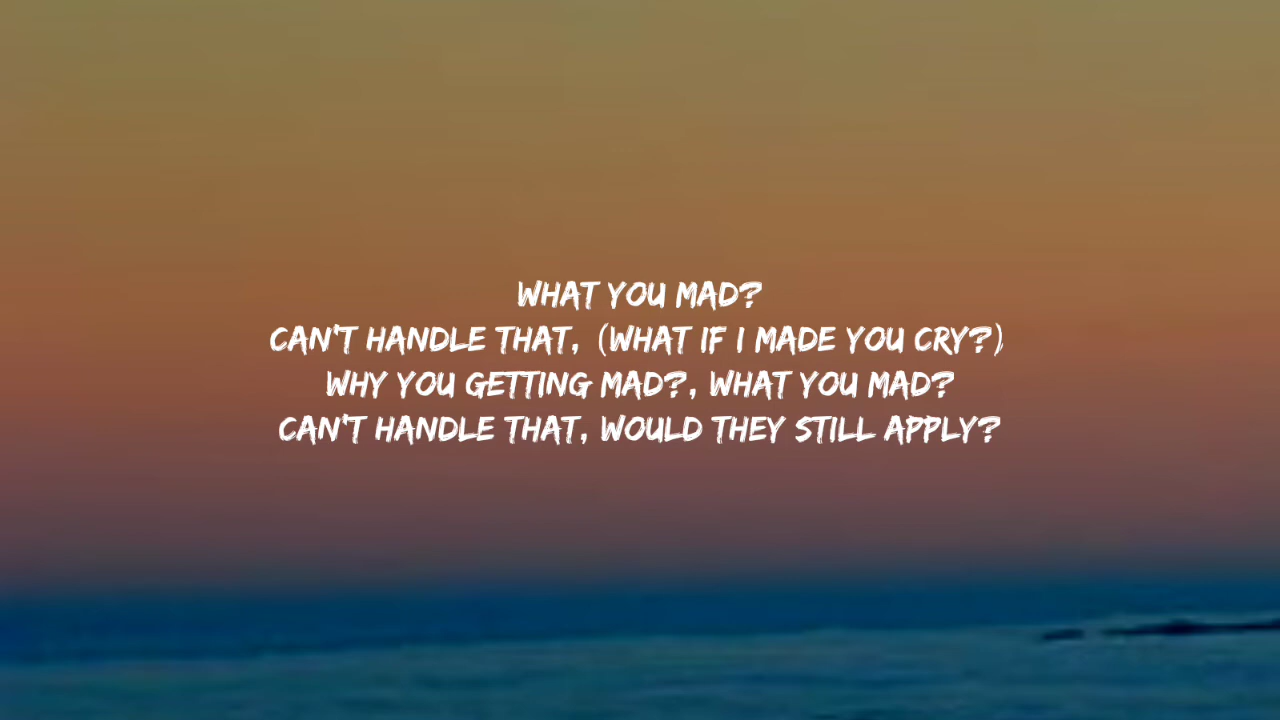 WHAT YOU MAD?
CAN'T HANDLE THAT, (WHAT IF I MADE YOU CRY?)
WHY YOU GETTING MAD?, WHAT YOU MAD?
CAN'T HANDLE THAT, WOULD THEY STILL APPLY?